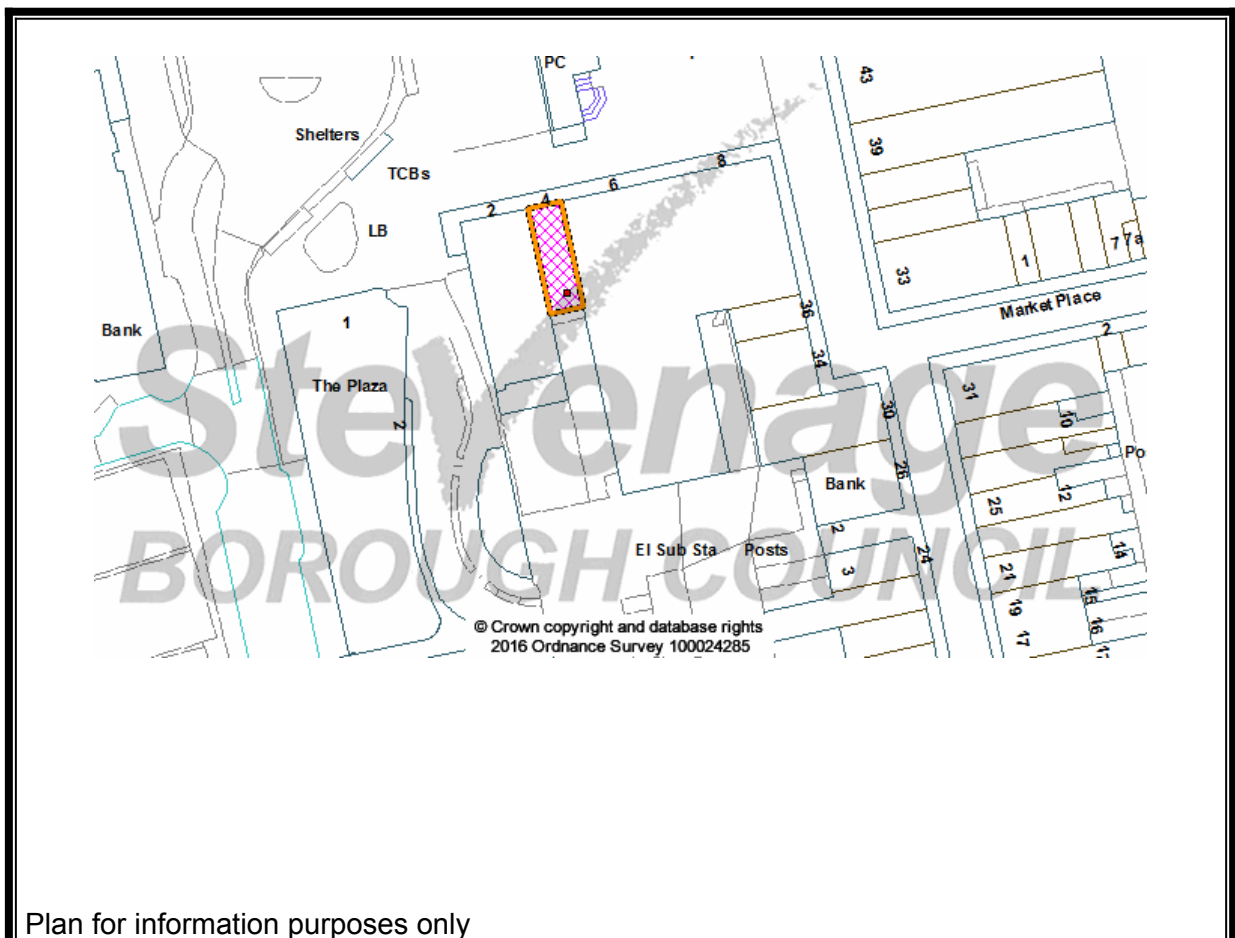 PC
43
Shelters
39
TCBs
8
6
4
2
LB
7
7a
1
33
Market Place
1
36
Bank
2
34
The Plaza
31
30
2
10
26
Po
Bank
12
25
2
El Sub Sta
Posts
14
24
3
21
15
19
16
17
Stevenage
BOROUGH COUNCIL
© Crown copyright and database rights
2016 Ordnance Survey 100024285
Plan for information purposes only